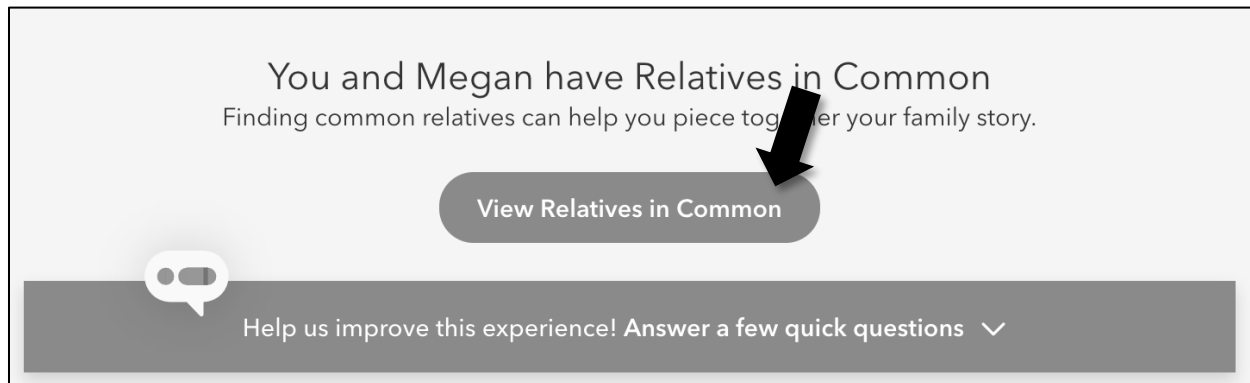 You and Megan have Relatives in Common
Finding common relatives can help you piece together your family story.
View Relatives in Common
Help us improve this experience! Answer a few quick questions